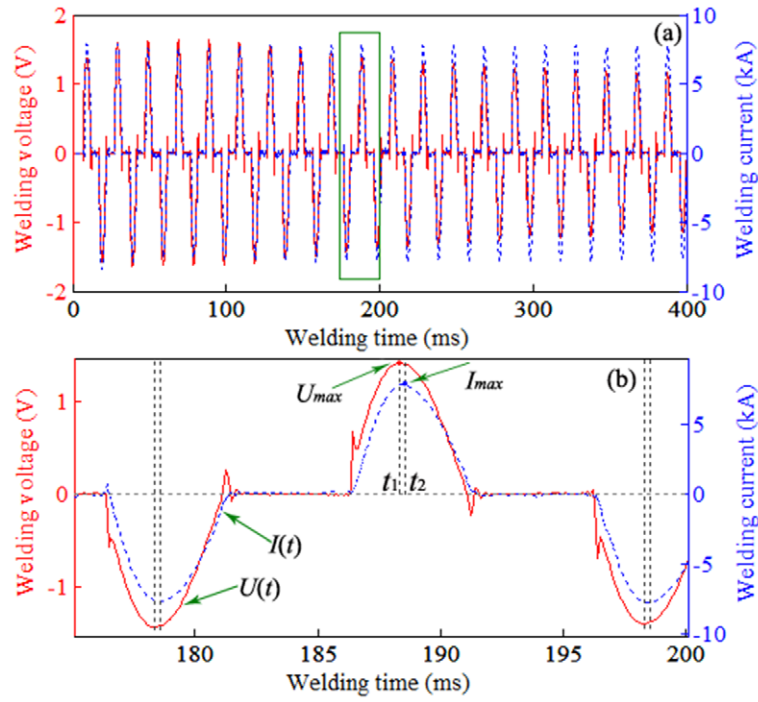 (a)
Welding voltage (V)
2
1
0
-1
-2
10
5
0
-5
-10
Welding current (kA)
0 100 200 300 400
Welding time (ms)
(b)
Welding voltage (V)
1
0
-1
Umax
Imax
t1 t2
I(t)
U(t)
5
0
-5
-10
Welding current (kA)
180 185 190 195 200
Welding time (ms)